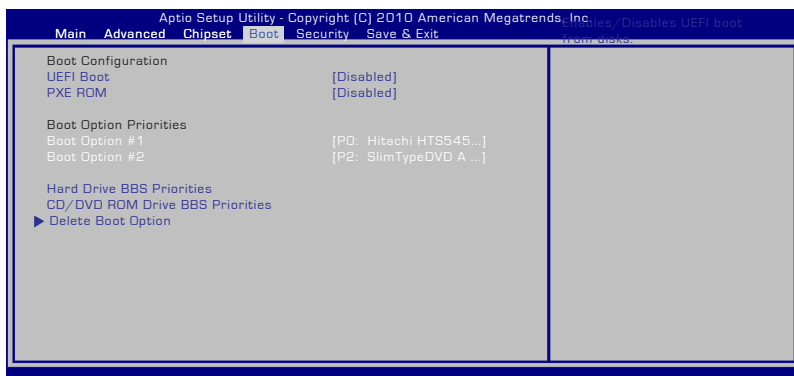 Aptio Setup Utility - Copyright (C) 2010 American Megatrends, Inc.
Main Advanced Chipset Boot Security Save & Exit
Enables/Disables UEFI boot
from disks.
Boot Configuration
UEFI Boot [Disabled]
PXE ROM [Disabled]
Boot Option Priorities
Boot Option #1 [P0: Hitachi HTS545...]
Boot Option #2 [P2: SlimTypeDVD A ...]
Hard Drive BBS Priorities
CD/DVD ROM Drive BBS Priorities
▶ Delete Boot Option